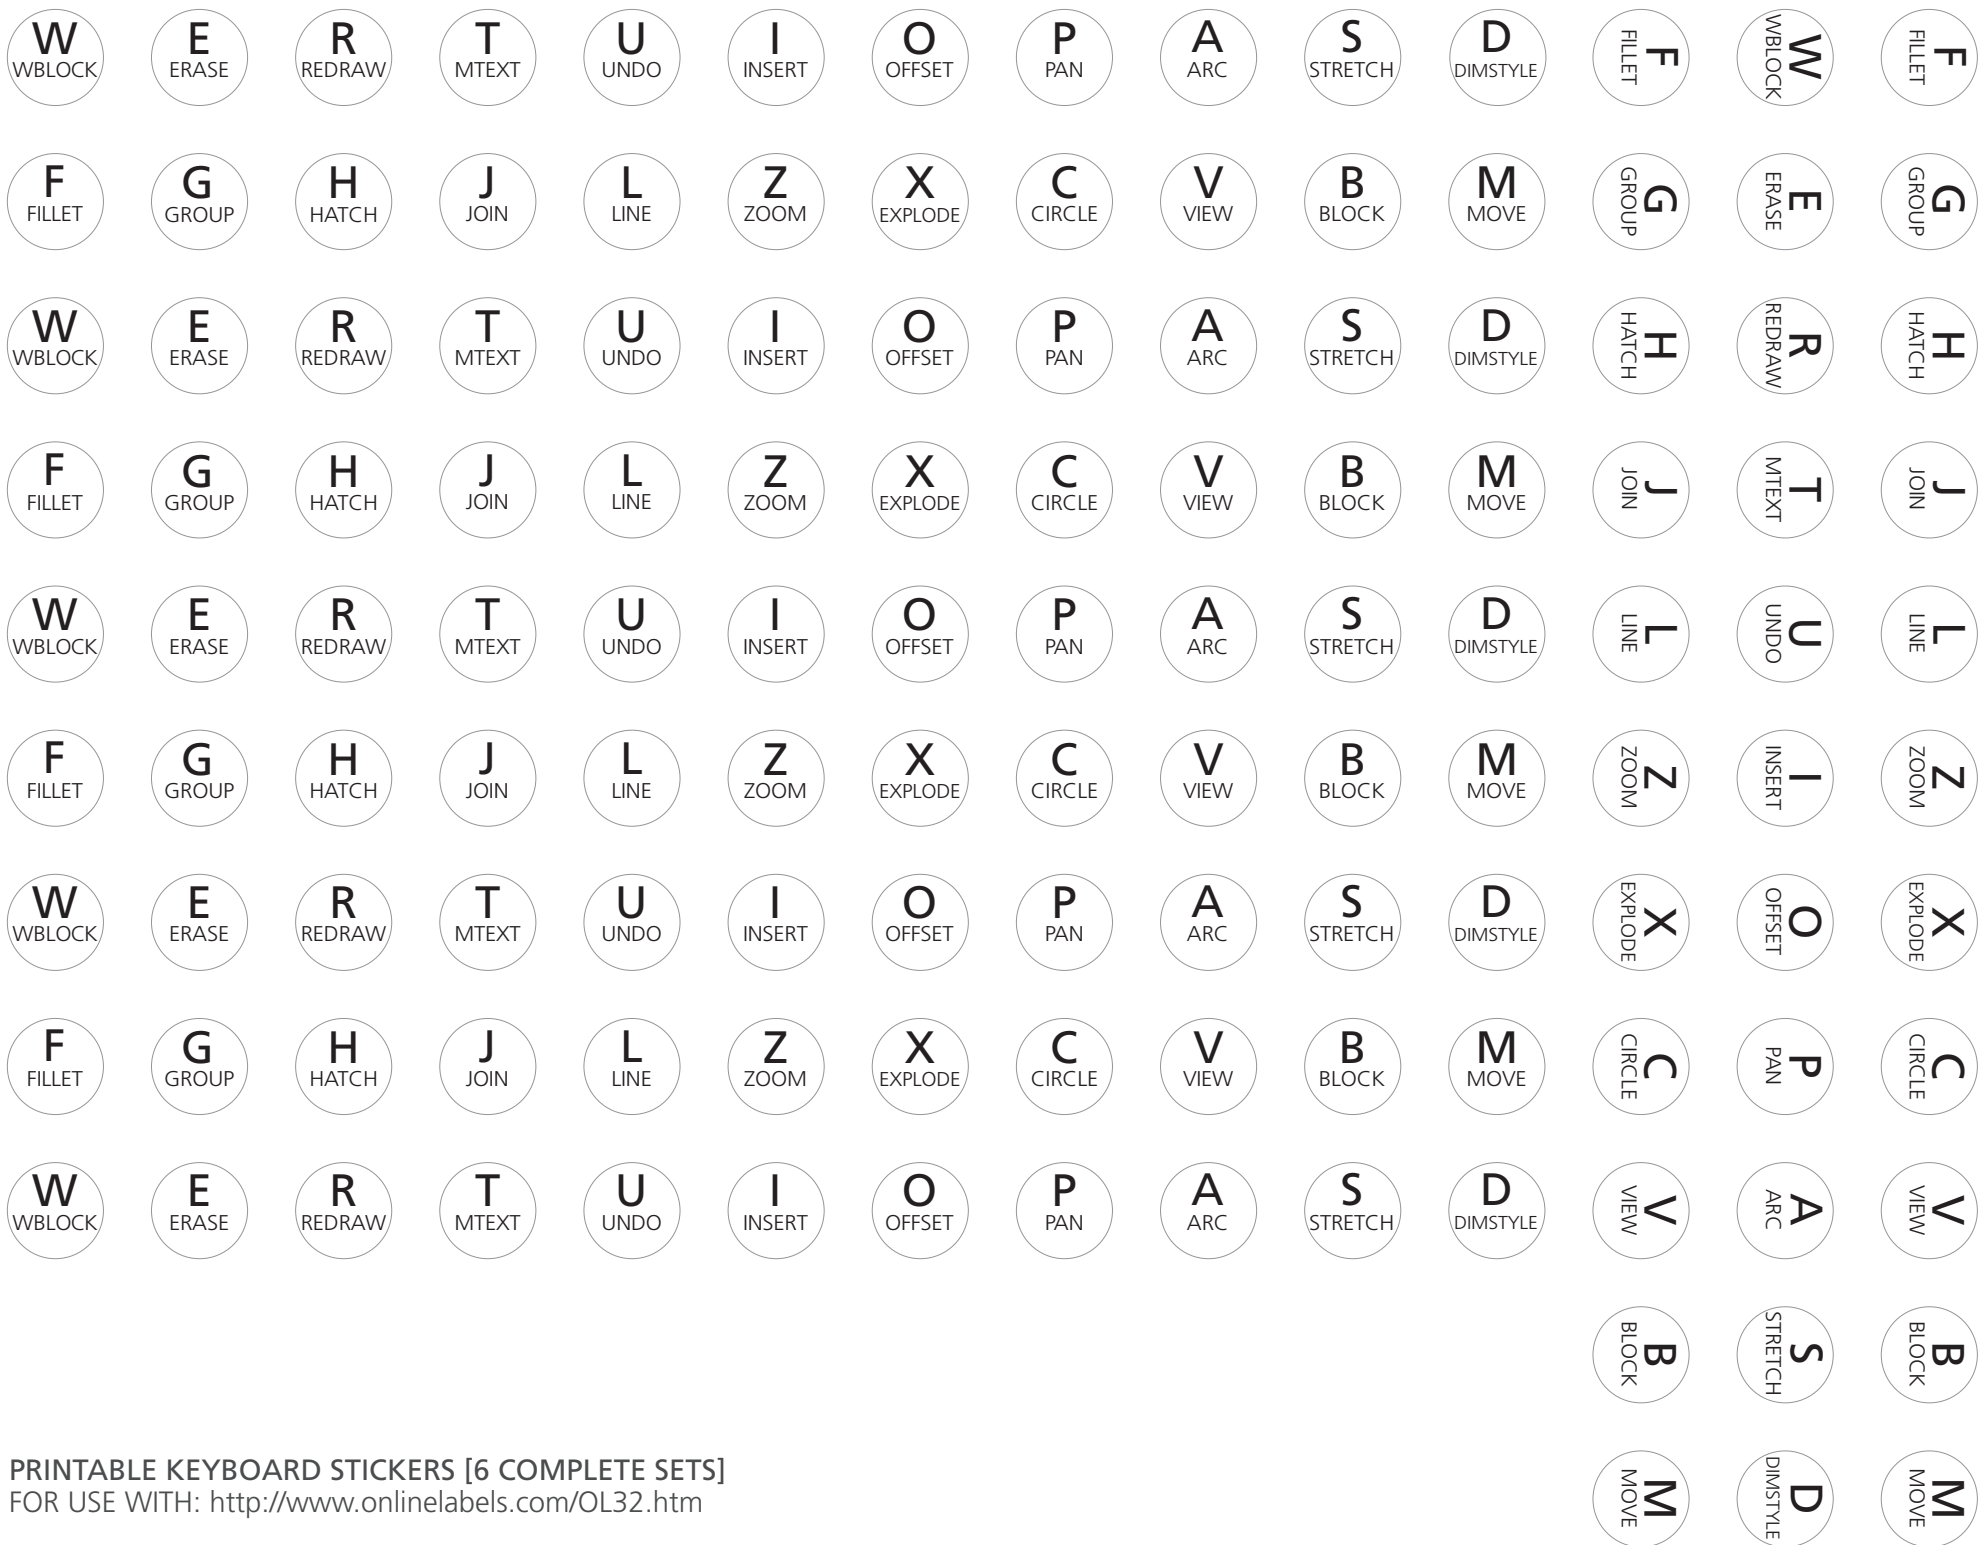 W E R T U I O P A S D
WBLOCK ERASE REDRAW MTEXT UNDO INSERT OFFSET PAN ARC STRETCH DIMSTYLE
F G H J L Z X C V B M
FILLET GROUP HATCH JOIN LINE ZOOM EXPLODE CIRCLE VIEW BLOCK MOVE
W E R T U I O P A S D
WBLOCK ERASE REDRAW MTEXT UNDO INSERT OFFSET PAN ARC STRETCH DIMSTYLE
F G H J L Z X C V B M
FILLET GROUP HATCH JOIN LINE ZOOM EXPLODE CIRCLE VIEW BLOCK MOVE
W E R T U I O P A S D
WBLOCK ERASE REDRAW MTEXT UNDO INSERT OFFSET PAN ARC STRETCH DIMSTYLE
F G H J L Z X C V B M
FILLET GROUP HATCH JOIN LINE ZOOM EXPLODE CIRCLE VIEW BLOCK MOVE
W E R T U I O P A S D
WBLOCK ERASE REDRAW MTEXT UNDO INSERT OFFSET PAN ARC STRETCH DIMSTYLE
F G H J L Z X C V B M
FILLET GROUP HATCH JOIN LINE ZOOM EXPLODE CIRCLE VIEW BLOCK MOVE
W E R T U I O P A S D
WBLOCK ERASE REDRAW MTEXT UNDO INSERT OFFSET PAN ARC STRETCH DIMSTYLE
F G H J L Z X C V B M
FILLET GROUP HATCH JOIN LINE ZOOM EXPLODE CIRCLE VIEW BLOCK MOVE
W E R T U I O P A S D
WBLOCK ERASE REDRAW MTEXT UNDO INSERT OFFSET PAN ARC STRETCH DIMSTYLE
F G H J L Z X C V B M
FILLET GROUP HATCH JOIN LINE ZOOM EXPLODE CIRCLE VIEW BLOCK MOVE
PRINTABLE KEYBOARD STICKERS [6 COMPLETE SETS]
FOR USE WITH: http://www.onlinelabels.com/OL32.htm